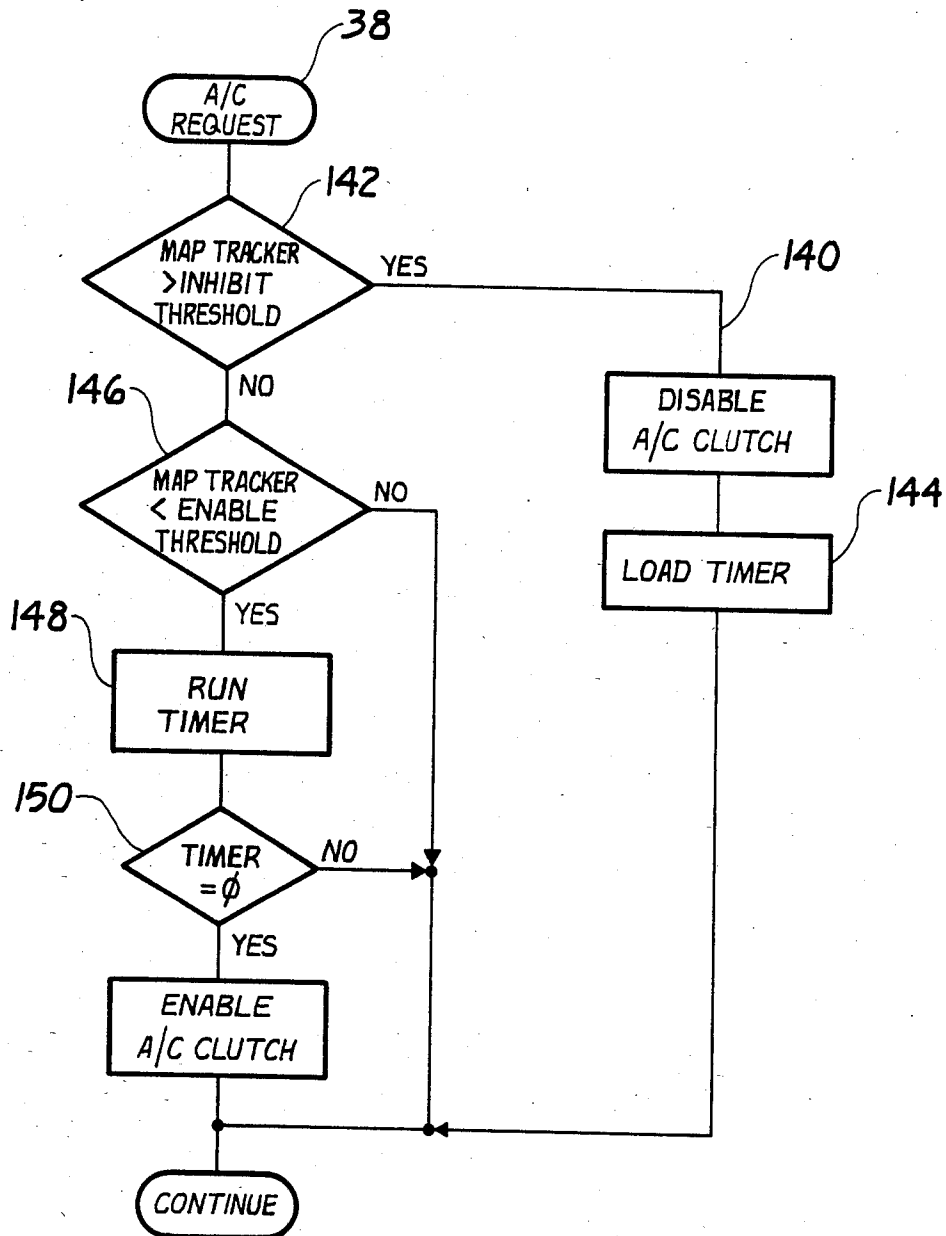 38
A/C
REQUEST
142
MAP TRACKER
>INHIBIT
THRESHOLD
YES
140
NO
146
DISABLE
A/C CLUTCH
MAP TRACKER
< ENABLE
THRESHOLD
NO
144
LOAD TIMER
YES
148
RUN
TIMER
150
TIMER
=ϕ
NO
YES
ENABLE
A/C CLUTCH
CONTINUE